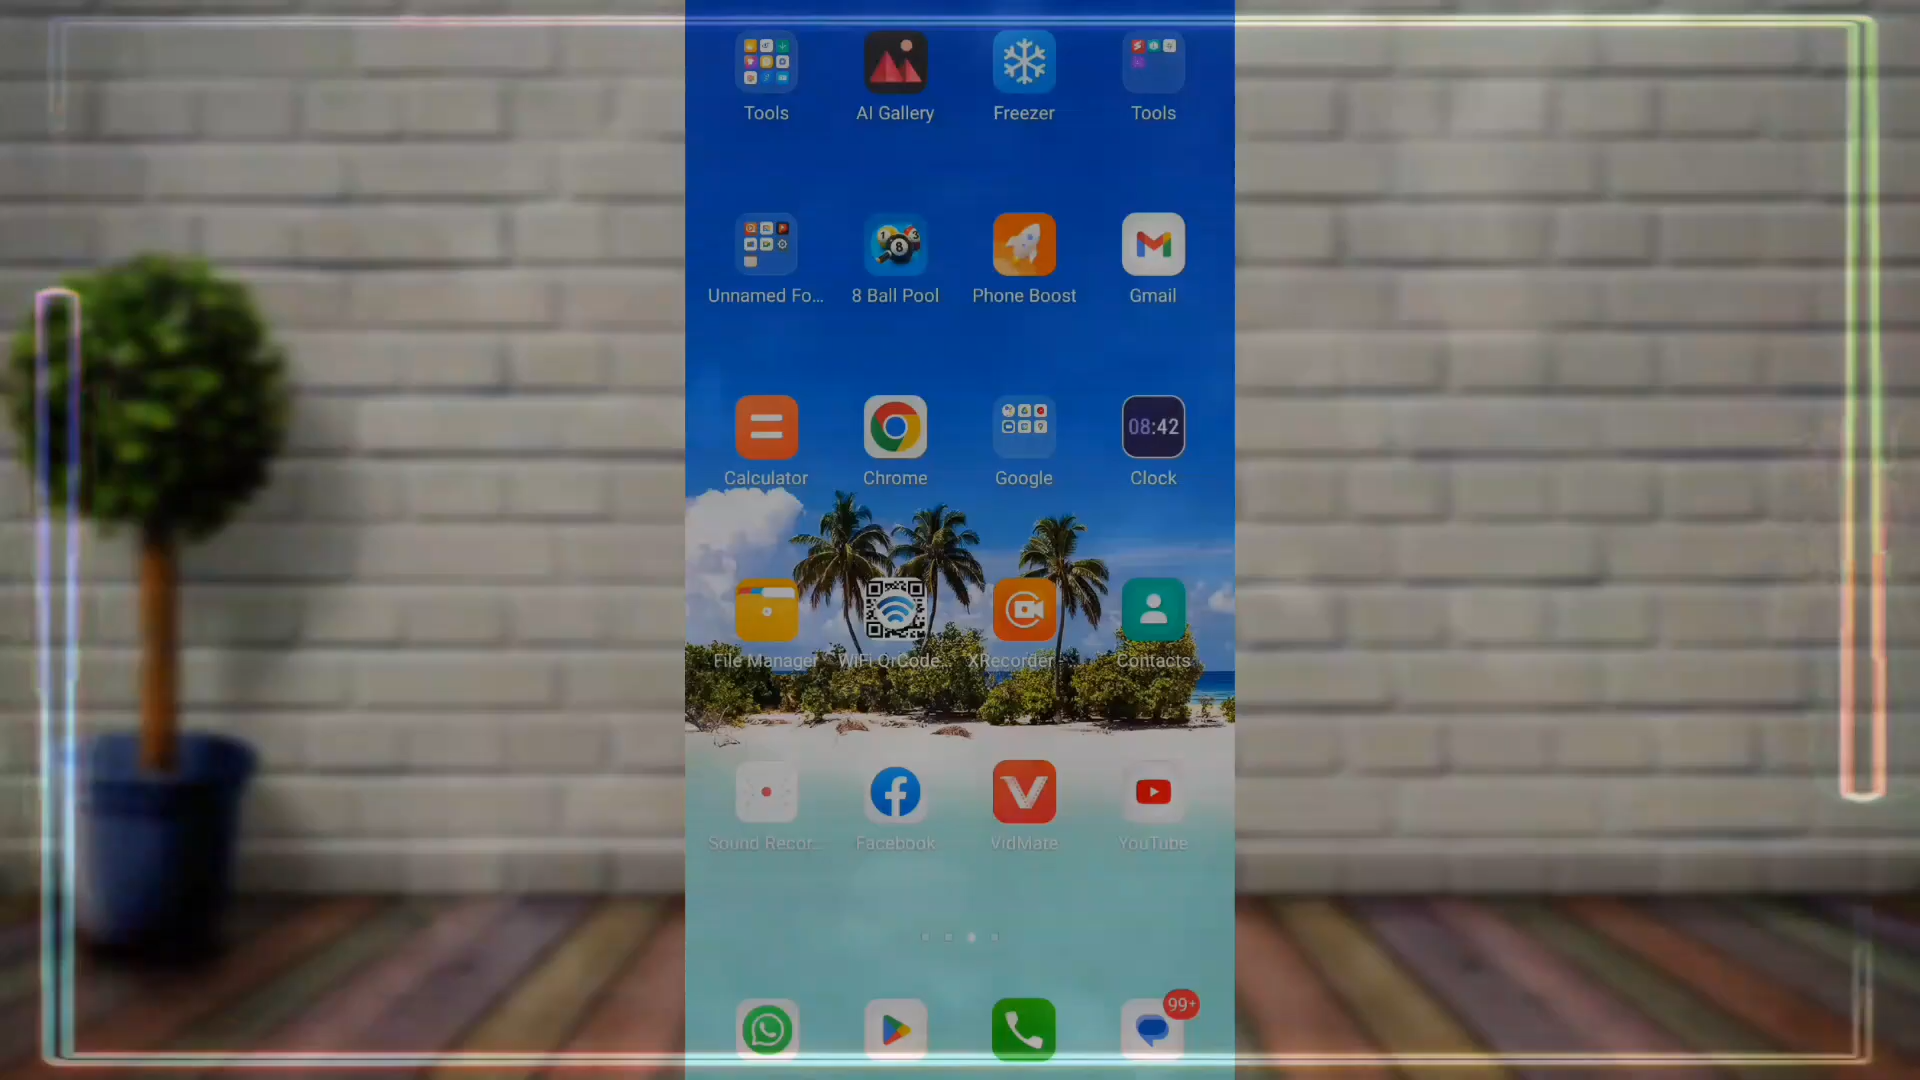 Tools AI Gallery Freezer Tools
Unnamed Fo... 8 Ball Pool Phone Boost Gmail
08:42
Calculator Chrome Google Clock
File Manager WiFi QrCode... XRecorder Contacts
Sound Recor... Facebook VidMate YouTube
99+